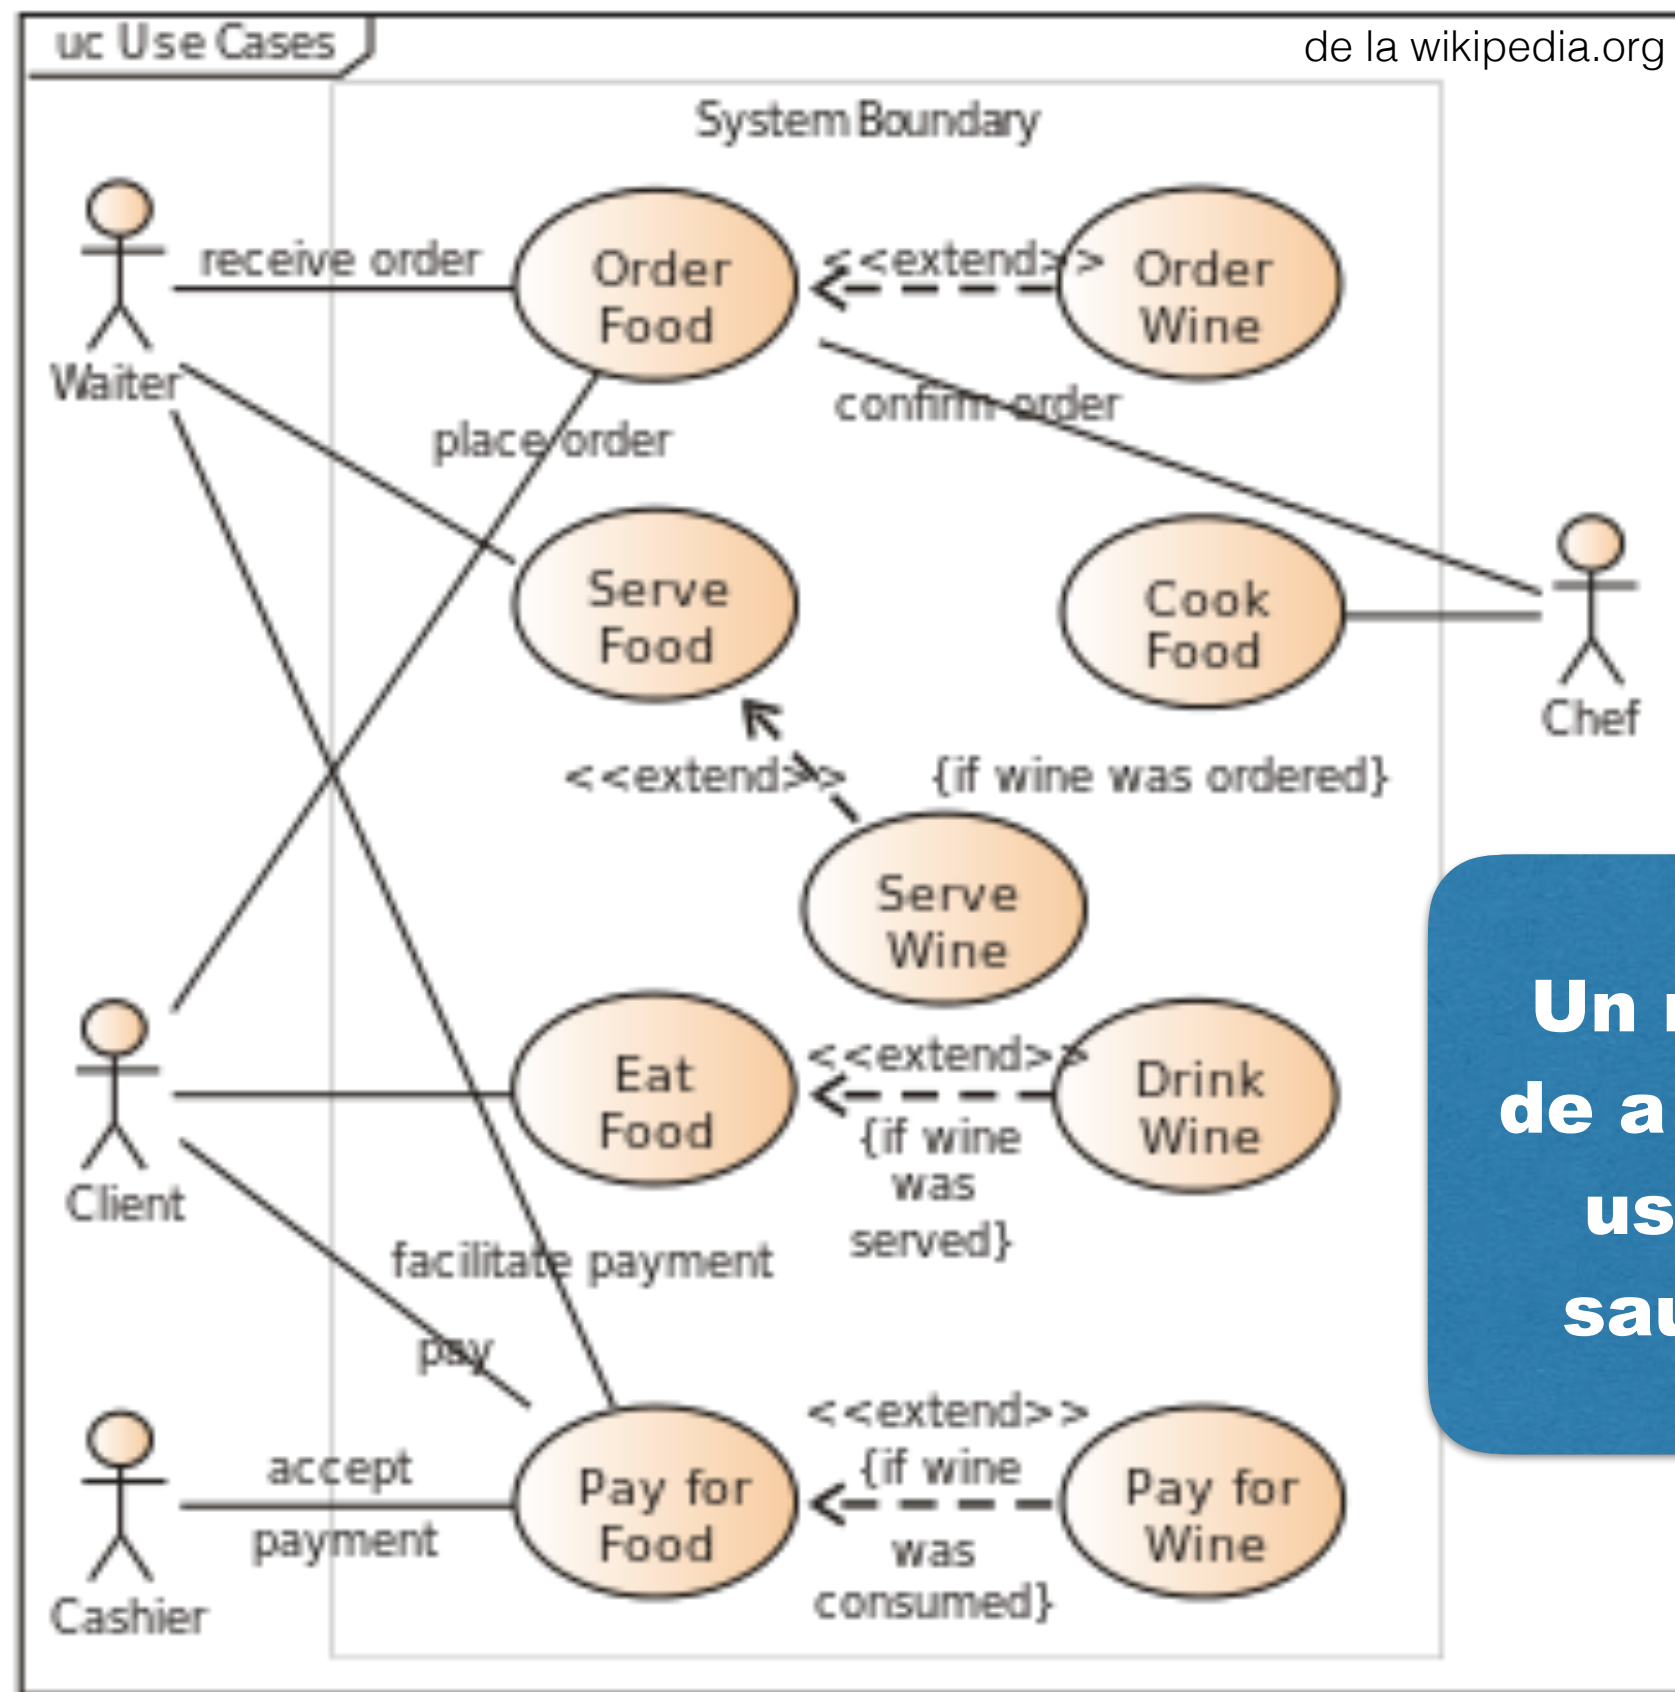 uc Use Cases
de la wikipedia.org
System Boundary
receive order
Order
Food
<<extend>>
Order
Wine
Waiter
confirm order
place order
Serve
Food
Cook
Food
Chef
<<extend>>
{if wine was ordered}
Serve
Wine
Un
de a
Eat
Food
<<extend>>
{if wine
was
served}
Drink
Wine
Client
us
sau
facilitate payment
pay
accept
payment
Cashier
Pay for
Food
<<extend>>
{if wine
was
consumed}
Pay for
Wine